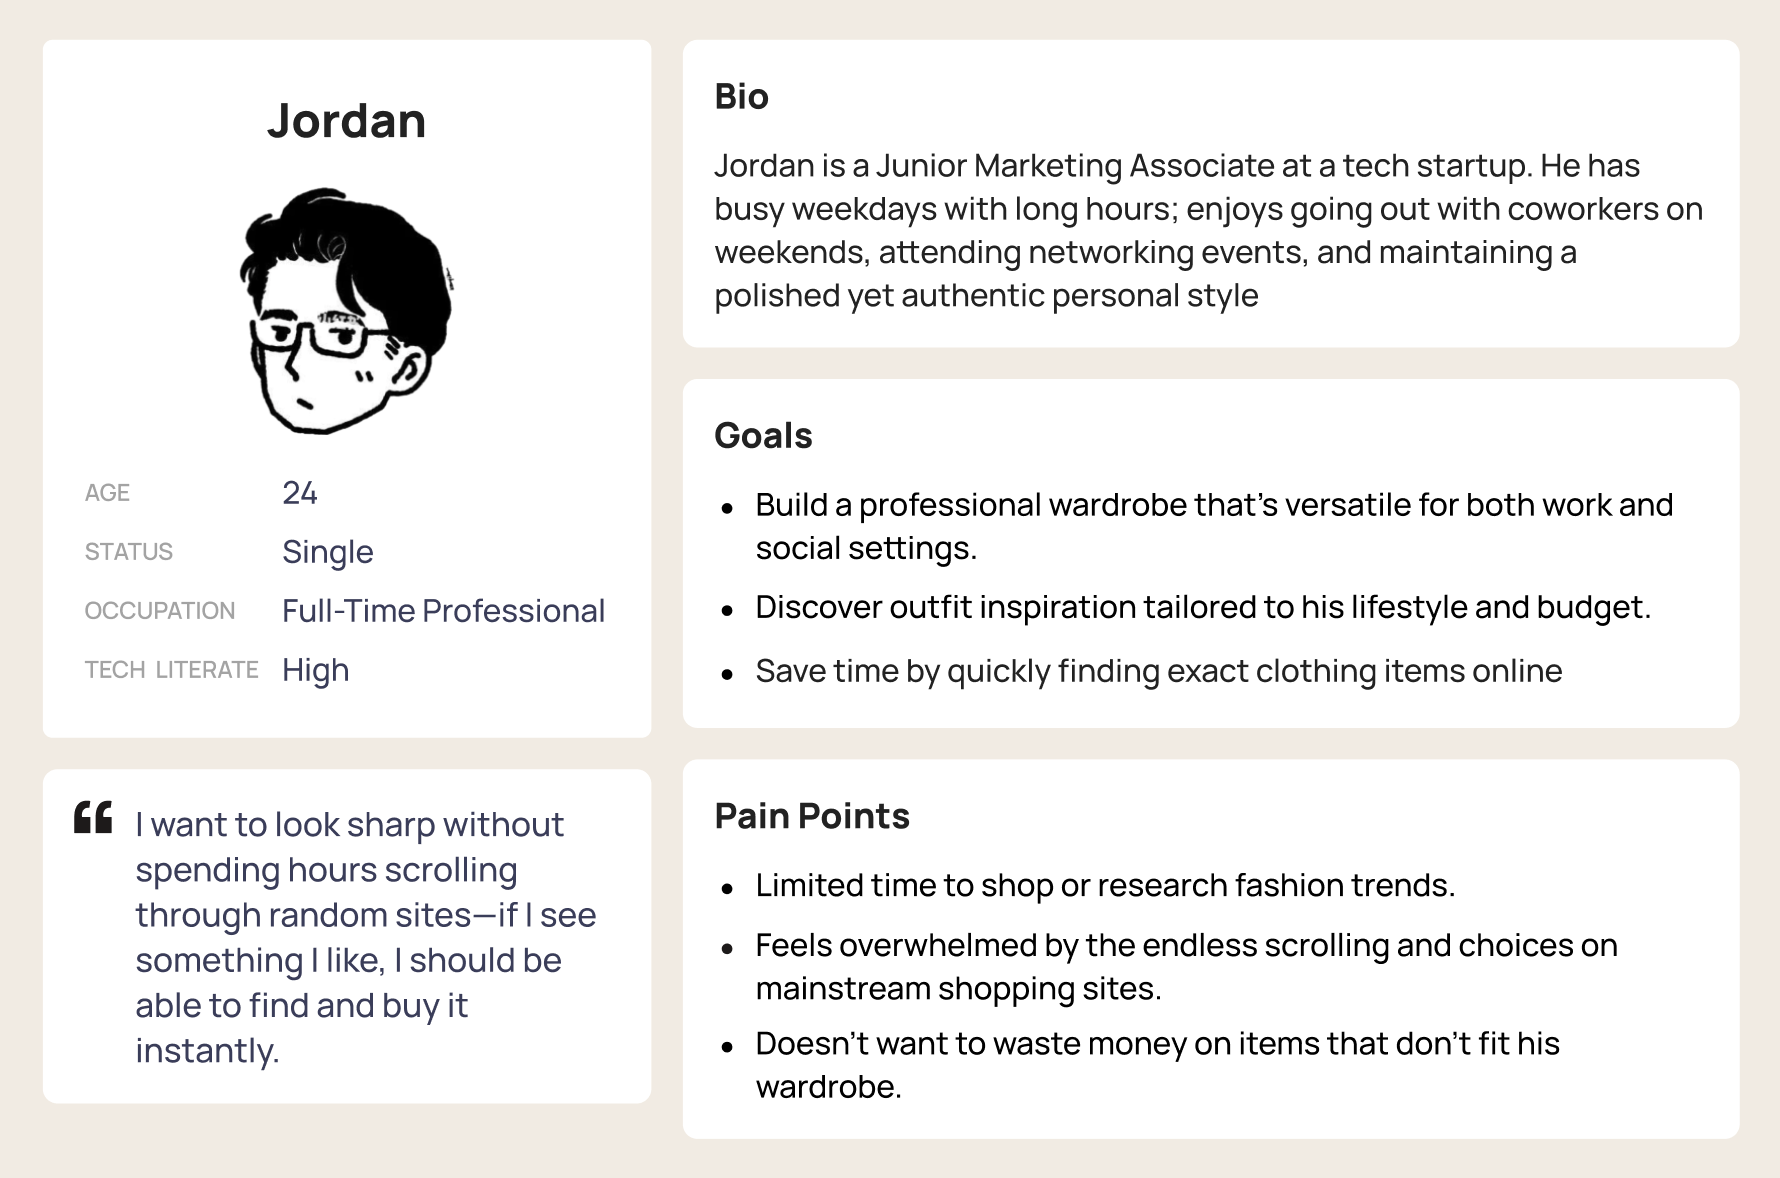 Jordan
AGE 24
STATUS Single
OCCUPATION Full-Time Professional
TECH LITERATE High
“ I want to look sharp without
spending hours scrolling
through random sites—if I see
something I like, I should be
able to find and buy it
instantly.
Bio
Jordan is a Junior Marketing Associate at a tech startup. He has
busy weekdays with long hours; enjoys going out with coworkers on
weekends, attending networking events, and maintaining a
polished yet authentic personal style
Goals
• Build a professional wardrobe that’s versatile for both work and
social settings.
• Discover outfit inspiration tailored to his lifestyle and budget.
• Save time by quickly finding exact clothing items online
Pain Points
• Limited time to shop or research fashion trends.
• Feels overwhelmed by the endless scrolling and choices on
mainstream shopping sites.
• Doesn’t want to waste money on items that don’t fit his
wardrobe.